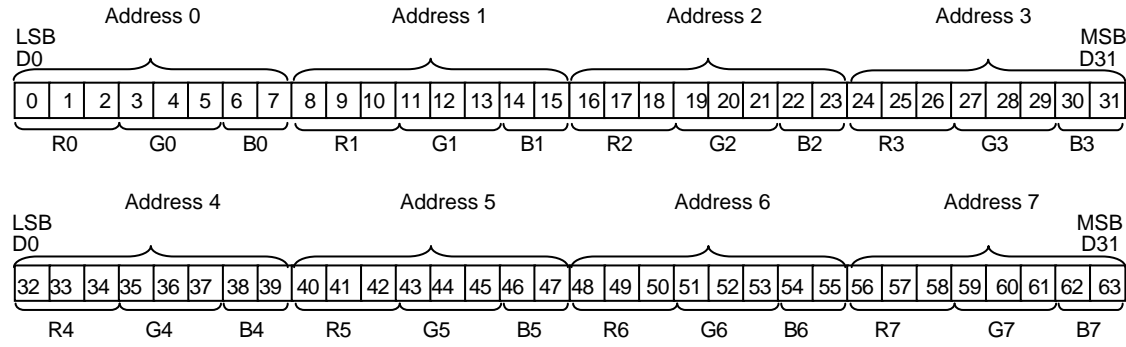 Address 0 Address 1 Address 2 Address 3
LSB MSB
D0 D31
0 1 2 3 4 5 6 7 8 9 10 11 12 13 14 15 16 17 18 19 20 21 22 23 24 25 26 27 28 29 30 31
R0 G0 B0 R1 G1 B1 R2 G2 B2 R3 G3 B3
Address 4 Address 5 Address 6 Address 7
LSB MSB
D0 D31
32 33 34 35 36 37 38 39 40 41 42 43 44 45 46 47 48 49 50 51 52 53 54 55 56 57 58 59 60 61 62 63
R4 G4 B4 R5 G5 B5 R6 G6 B6 R7 G7 B7